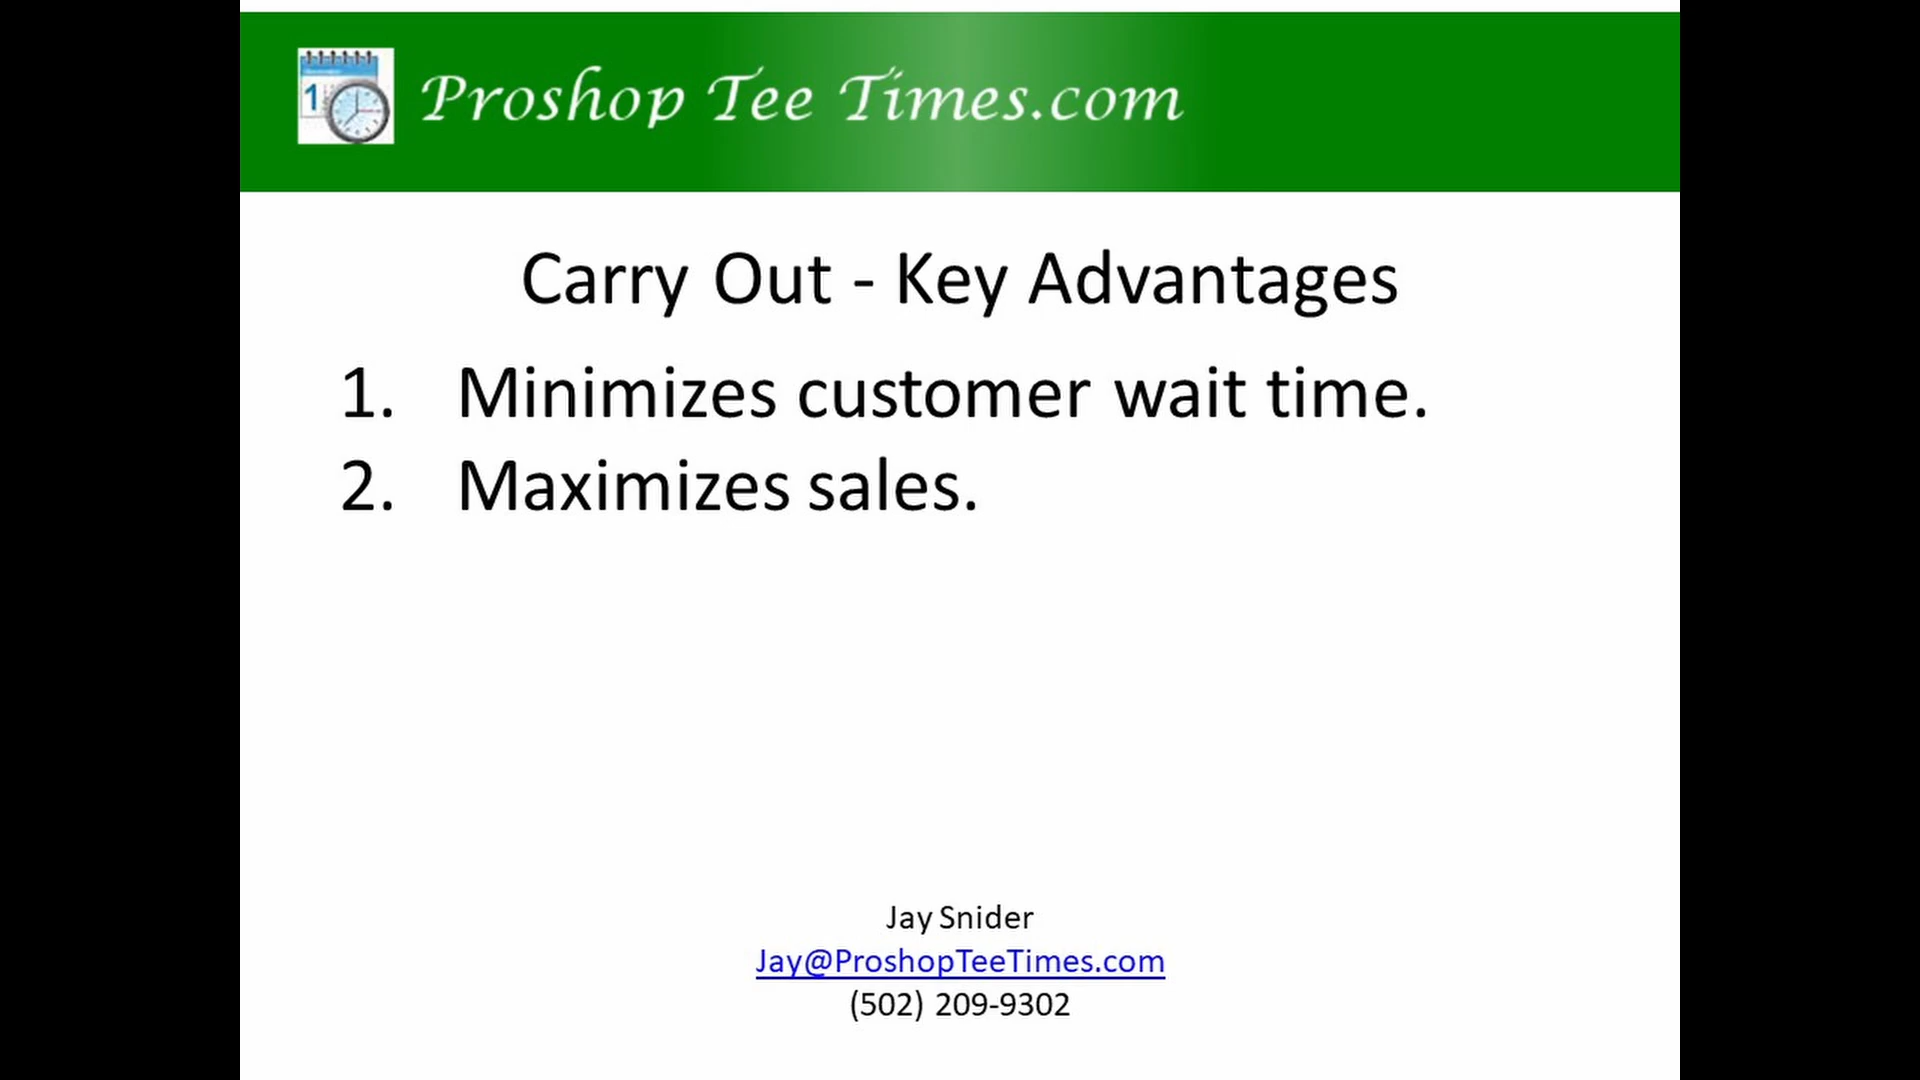 1
Proshop Tee Times.com
Carry Out - Key Advantages
1. Minimizes customer wait time.
2. Maximizes sales.
Jay Snider
Jay@ProshopTeeTimes.com
(502) 209-9302